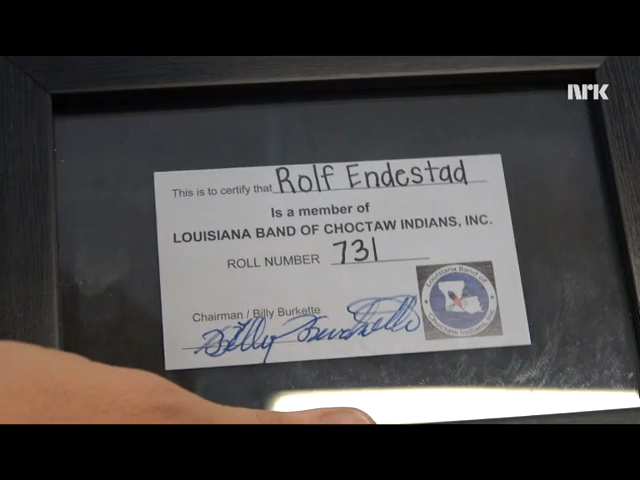 nrk
This is to certify that Rolf Endestad
Is a member of
LOUISIANA BAND OF CHOCTAW INDIANS, INC.
ROLL NUMBER 731
Chairman / Billy Burkette
Billy Burkette
Louisiana Band of
Choctaw Indians, Inc.